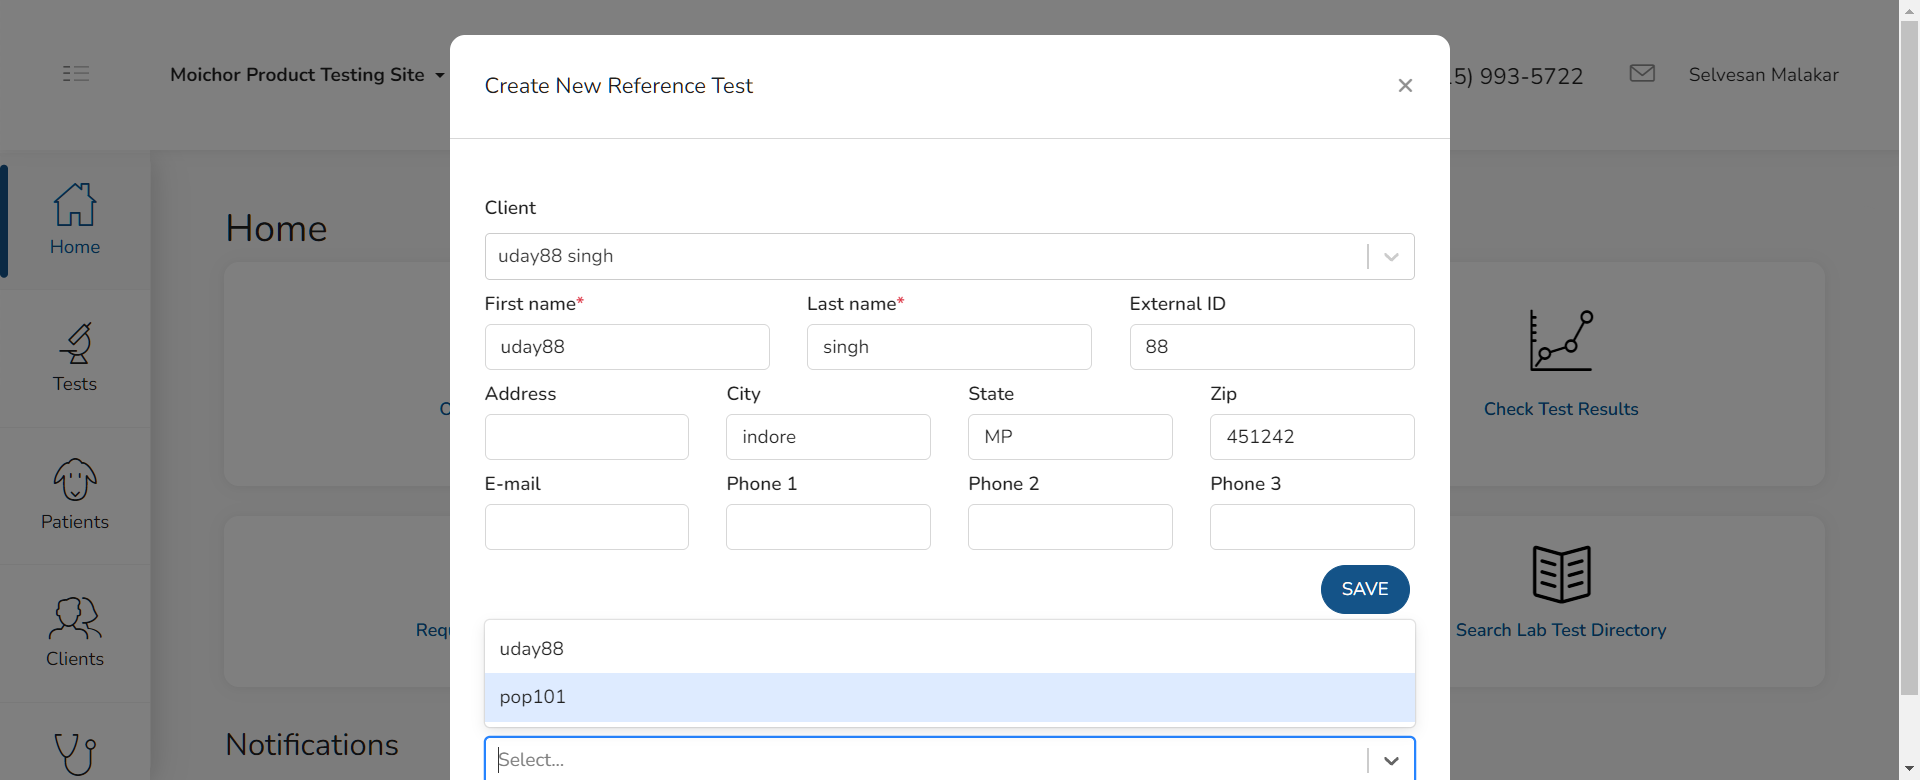 Moichor Product Testing Site
Create New Reference Test
5) 993-5722
Selvesan Malakar
Home
Tests
Patients
Clients
Home
Client
uday88 singh
First name*
Last name*
External ID
uday88
singh
88
Address
City
State
Zip
indore
MP
451242
E-mail
Phone 1
Phone 2
Phone 3
SAVE
uday88
pop101
Select...
Check Test Results
Requ
Search Lab Test Directory
Notifications